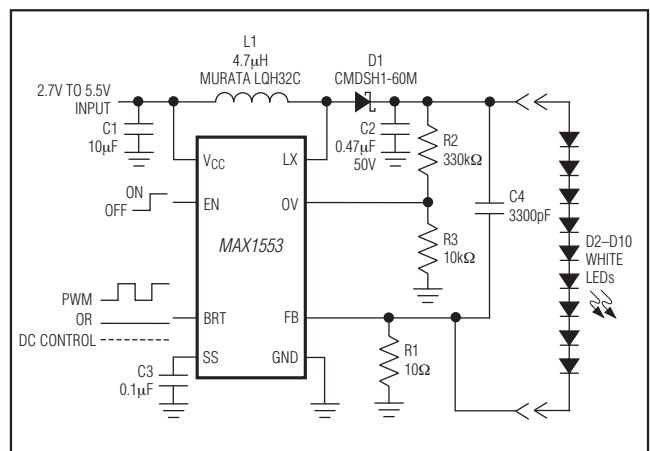 L1
4.7μH
MURATA LQH32C
D1
CMDSH1-60M
2.7V TO 5.5V
INPUT
C1
10μF
C2
0.47μF
50V
R2
330kΩ
C4
3300pF
VCC
LX
ON
OFF
EN
OV
MAX1553
R3
10kΩ
D2–D10
WHITE
LEDs
PWM
OR
DC CONTROL
BRT
FB
SS
GND
C3
0.1μF
R1
10Ω